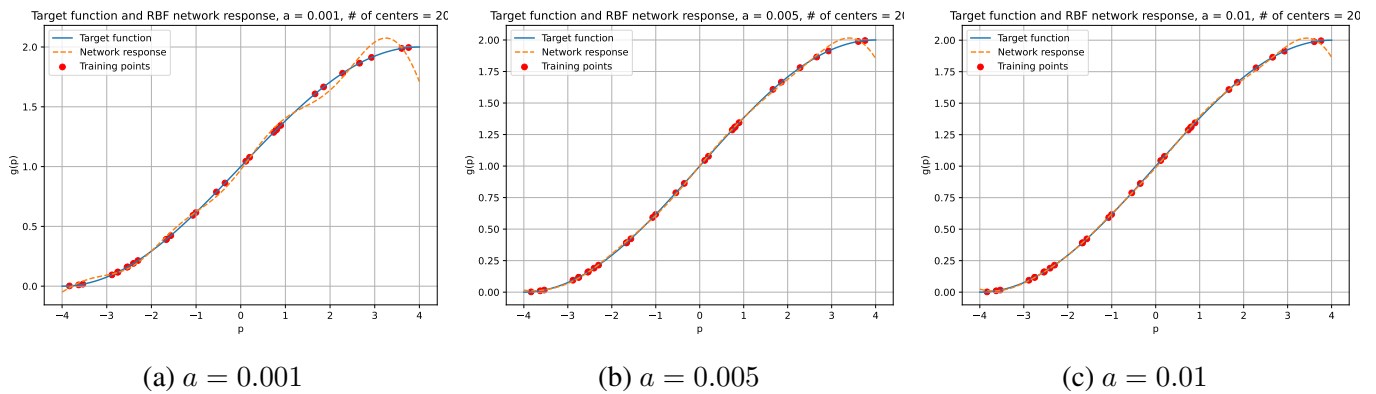 Target function and RBF network response, a = 0.001, # of centers = 20
Target function
Network response
Training points
2.0
1.5
1.0
0.5
0.0
g(p)
−4 −3 −2 −1 0 1 2 3 4
p
(a) a = 0.001
Target function and RBF network response, a = 0.005, # of centers = 20
Target function
Network response
Training points
2.00
1.75
1.50
1.25
1.00
0.75
0.50
0.25
0.00
g(p)
−4 −3 −2 −1 0 1 2 3 4
p
(b) a = 0.005
Target function and RBF network response, a = 0.01, # of centers = 20
Target function
Network response
Training points
2.00
1.75
1.50
1.25
1.00
0.75
0.50
0.25
0.00
g(p)
−4 −3 −2 −1 0 1 2 3 4
p
(c) a = 0.01